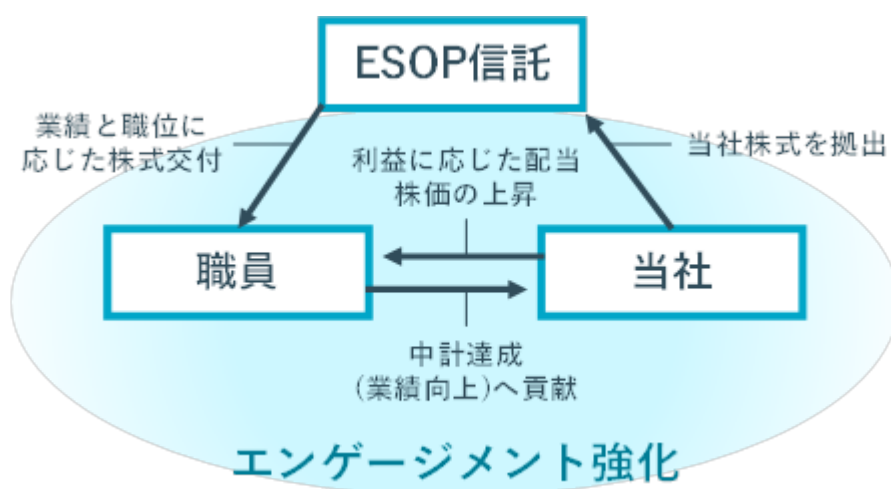 ESOP信託
業績と職位に
応じた株式交付
利益に応じた配当
株価の上昇
当社株式を拠出
職員
当社
中計達成
(業績向上)へ貢献
エンゲージメント強化